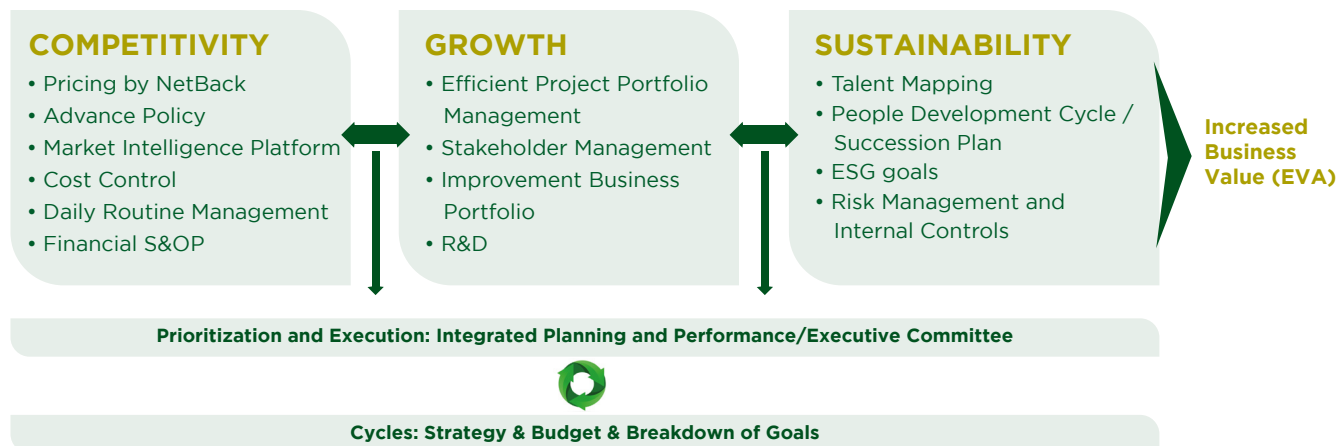 COMPETITIVITY
• Pricing by NetBack
• Advance Policy
• Market Intelligence Platform
• Cost Control
• Daily Routine Management
• Financial S&OP
GROWTH
• Efficient Project Portfolio
Management
• Stakeholder Management
• Improvement Business
Portfolio
• R&D
SUSTAINABILITY
• Talent Mapping
• People Development Cycle /
Succession Plan
• ESG goals
• Risk Management and
Internal Controls
Increased
Business
Value (EVA)
Prioritization and Execution: Integrated Planning and Performance/Executive Committee
Cycles: Strategy & Budget & Breakdown of Goals